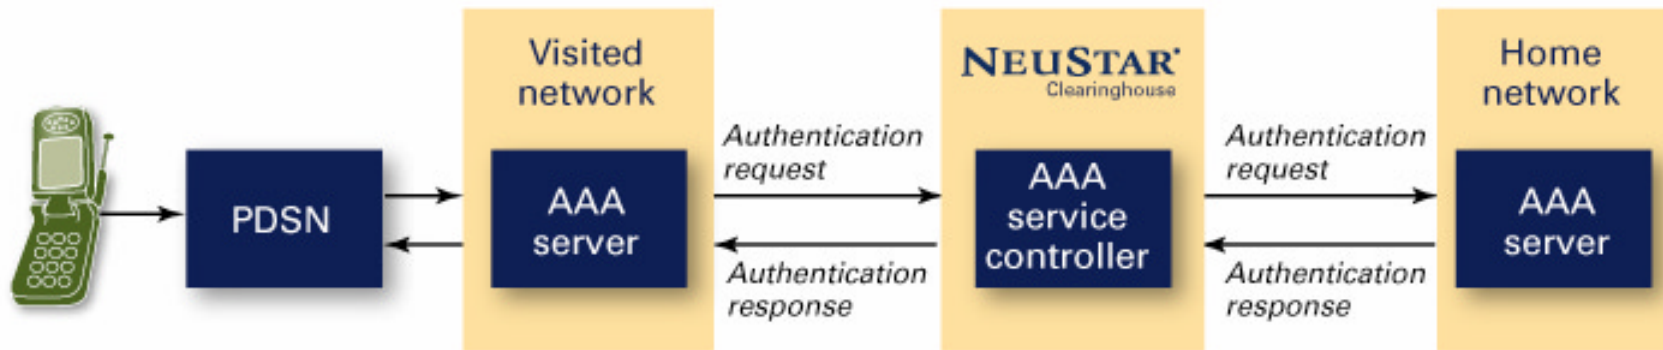 PDSN
Visited
network
AAA
server
Authentication
request
Authentication
response
NEUSTAR
Clearinghouse
AAA
service
controller
Authentication
request
Authentication
response
Home
network
AAA
server